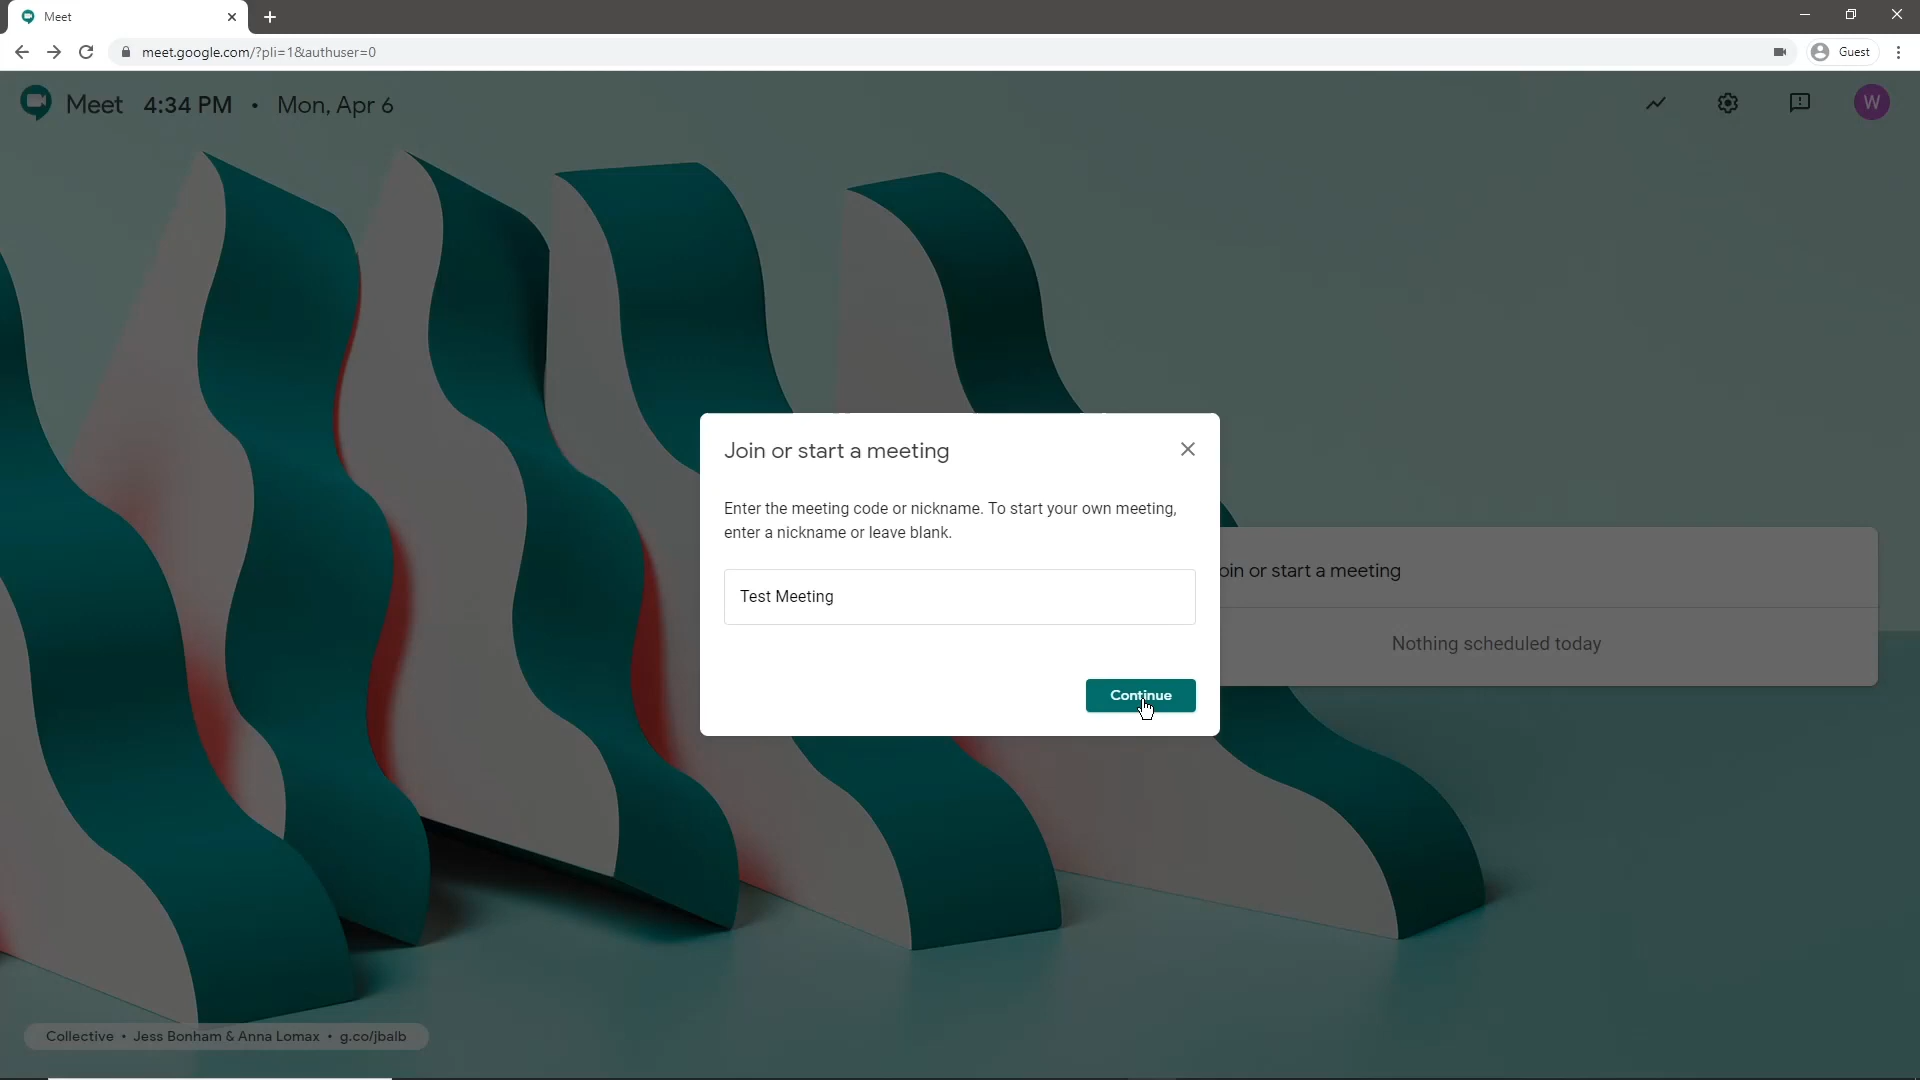 Meet
meet.google.com/?pli=1&authuser=0
Guest
Meet 4:34 PM • Mon, Apr 6
W
Join or start a meeting
Enter the meeting code or nickname. To start your own meeting,
enter a nickname or leave blank.
oin or start a meeting
Test Meeting
Nothing scheduled today
Continue
Collective • Jess Bonham & Anna Lomax • g.co/jbalb